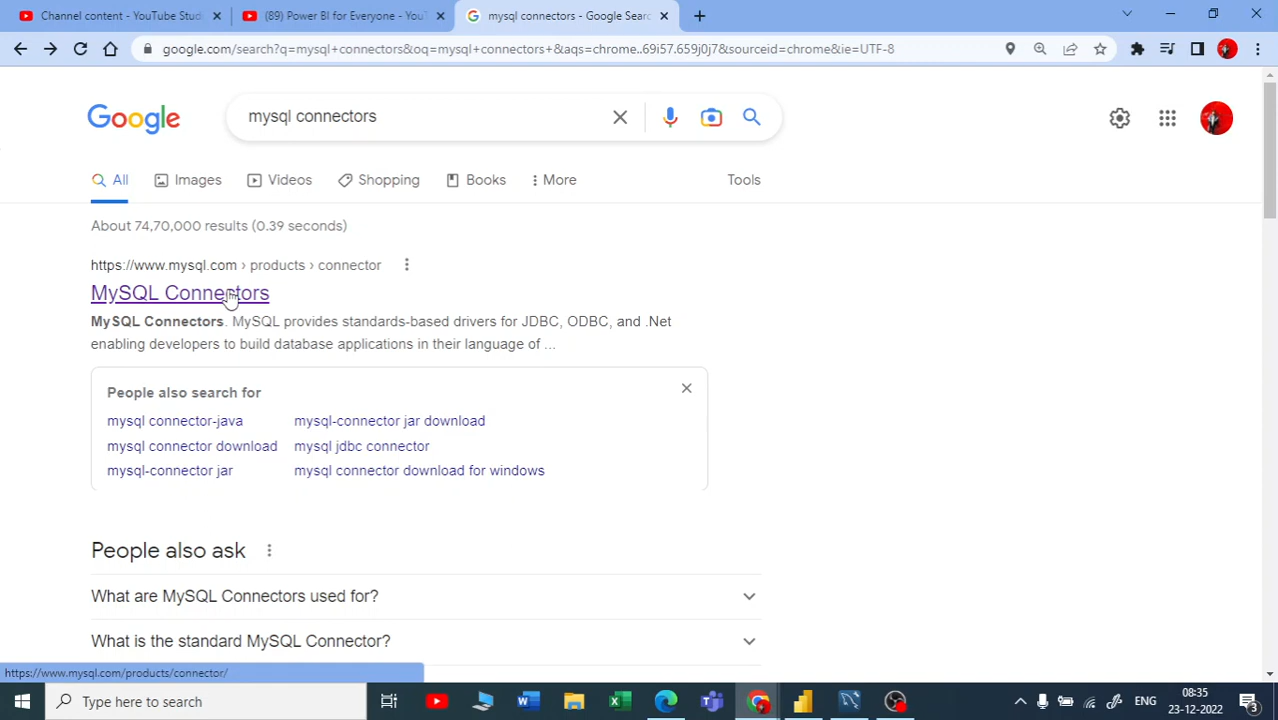 Channel content - YouTube Stud
(89) Power BI for Everyone - You
mysql connectors - Google Sear
google.com/search?q=mysql+connectors&oq=mysql+connectors+&aqs=chrome..69i57.659j0j7&sourceid=chrome&ie=UTF-8
Google
mysql connectors
All
Images
Videos
Shopping
Books
More
Tools
About 74,70,000 results (0.39 seconds)
https://www.mysql.com › products › connector
MySQL Connectors
MySQL Connectors. MySQL provides standards-based drivers for JDBC, ODBC, and .Net
enabling developers to build database applications in their language of ...
People also search for
mysql connector-java
mysql-connector jar download
mysql connector download
mysql jdbc connector
mysql-connector jar
mysql connector download for windows
People also ask
What are MySQL Connectors used for?
What is the standard MySQL Connector?
https://www.mysql.com/products/connector/
Type here to search
ENG
08:35
23-12-2022
3